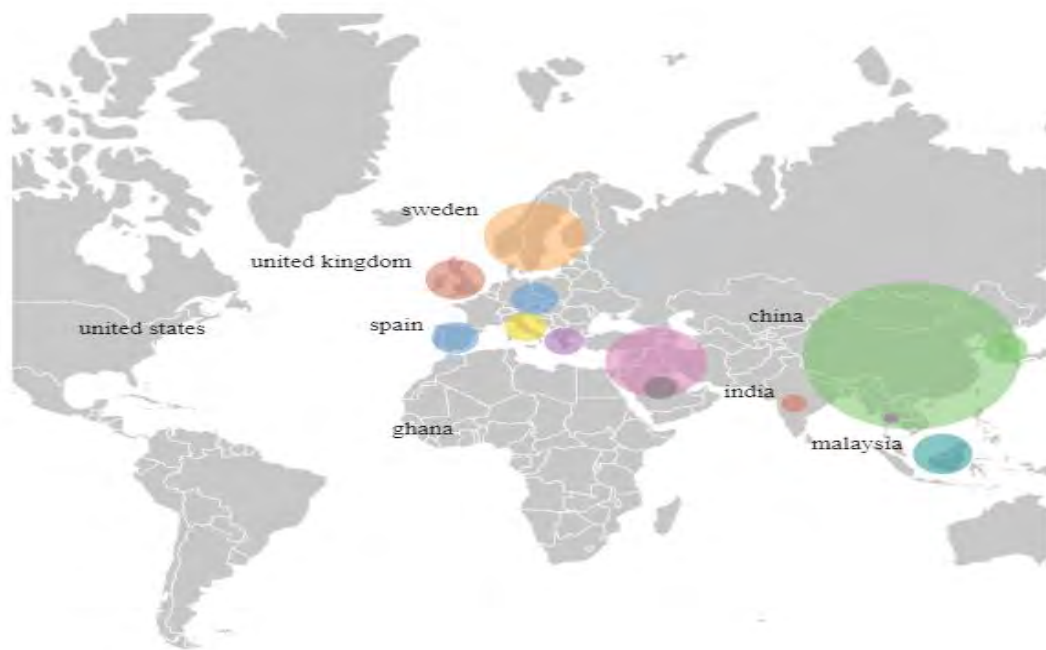 sweden
united kingdom
united states
spain
china
india
ghana
malaysia